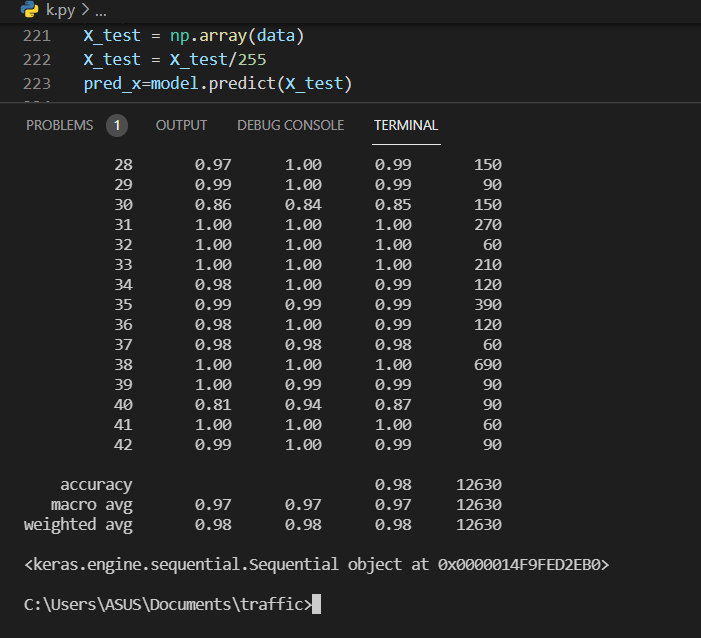 k.py > ...
221 X_test = np.array(data)
222 X_test = X_test/255
223 pred_x=model.predict(X_test)
PROBLEMS 1 OUTPUT DEBUG CONSOLE TERMINAL
28 0.97 1.00 0.99 150
29 0.99 1.00 0.99 90
30 0.86 0.84 0.85 150
31 1.00 1.00 1.00 270
32 1.00 1.00 1.00 60
33 1.00 1.00 1.00 210
34 0.98 1.00 0.99 120
35 0.99 0.99 0.99 390
36 0.98 1.00 0.99 120
37 0.98 0.98 0.98 60
38 1.00 1.00 1.00 690
39 1.00 0.99 0.99 90
40 0.81 0.94 0.87 90
41 1.00 1.00 1.00 60
42 0.99 1.00 0.99 90
accuracy 0.98 12630
macro avg 0.97 0.97 0.97 12630
weighted avg 0.98 0.98 0.98 12630
<keras.engine.sequential.Sequential object at 0x0000014F9FED2EB0>
C:\Users\ASUS\Documents\traffic>